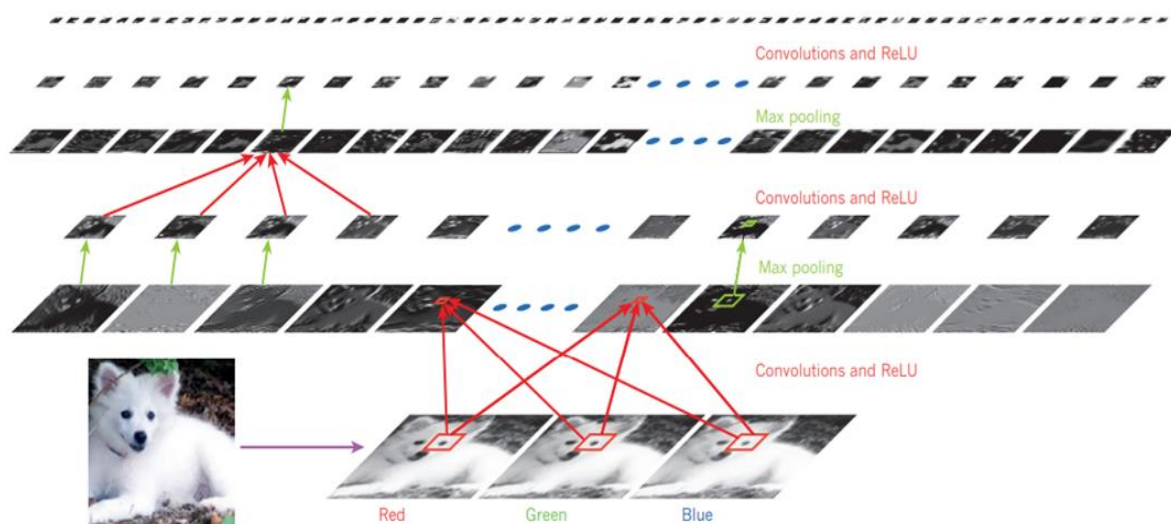 Convolutions and ReLU
Max pooling
Convolutions and ReLU
Max pooling
Convolutions and ReLU
Red Green Blue